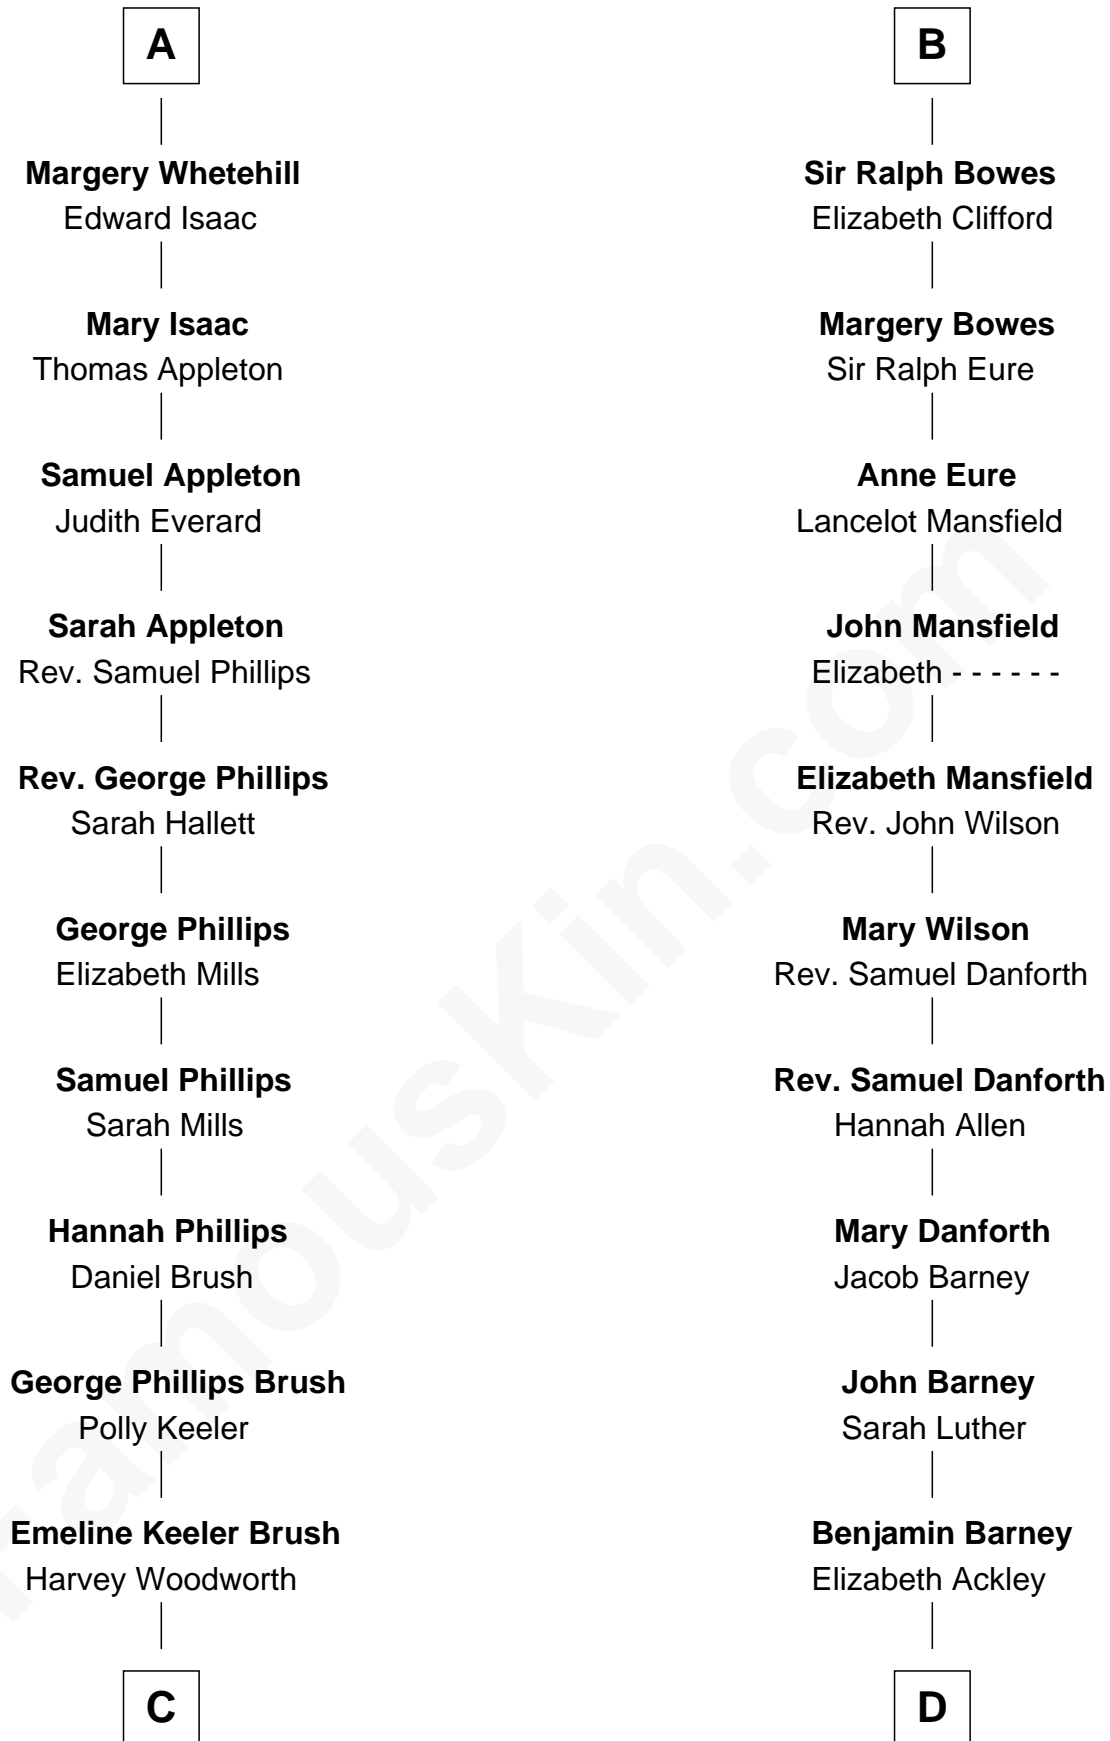 A
Margery Whetehill
Edward Isaac
Mary Isaac
Thomas Appleton
Samuel Appleton
Judith Everard
Sarah Appleton
Rev. Samuel Phillips
Rev. George Phillips
Sarah Hallett
George Phillips
Elizabeth Mills
Samuel Phillips
Sarah Mills
Hannah Phillips
Daniel Brush
George Phillips Brush
Polly Keeler
Emeline Keeler Brush
Harvey Woodworth
C
B
Sir Ralph Bowes
Elizabeth Clifford
Margery Bowes
Sir Ralph Eure
Anne Eure
Lancelot Mansfield
John Mansfield
Elizabeth - - - - - -
Elizabeth Mansfield
Rev. John Wilson
Mary Wilson
Rev. Samuel Danforth
Rev. Samuel Danforth
Hannah Allen
Mary Danforth
Jacob Barney
John Barney
Sarah Luther
Benjamin Barney
Elizabeth Ackley
D
FamousKin.com